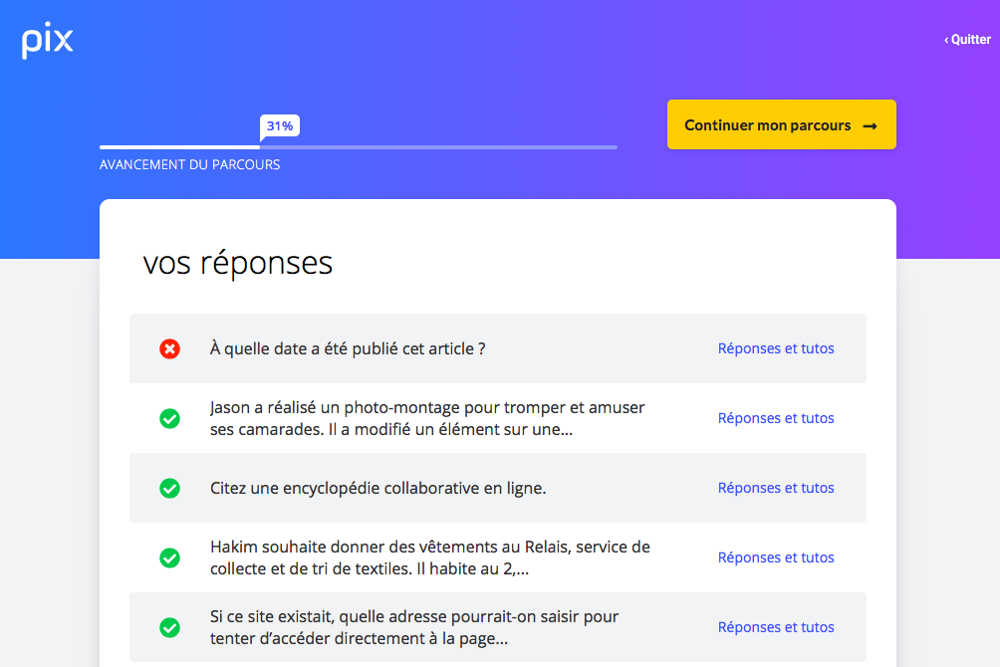 pix
‹ Quitter
31%
AVANCEMENT DU PARCOURS
Continuer mon parcours →
vos réponses
À quelle date a été publié cet article ?
Réponses et tutos
Jason a réalisé un photo-montage pour tromper et amuser
ses camarades. Il a modifié un élément sur une...
Réponses et tutos
Citez une encyclopédie collaborative en ligne.
Réponses et tutos
Hakim souhaite donner des vêtements au Relais, service de
collecte et de tri de textiles. Il habite au 2,...
Réponses et tutos
Si ce site existait, quelle adresse pourrait-on saisir pour
tenter d’accéder directement à la page...
Réponses et tutos